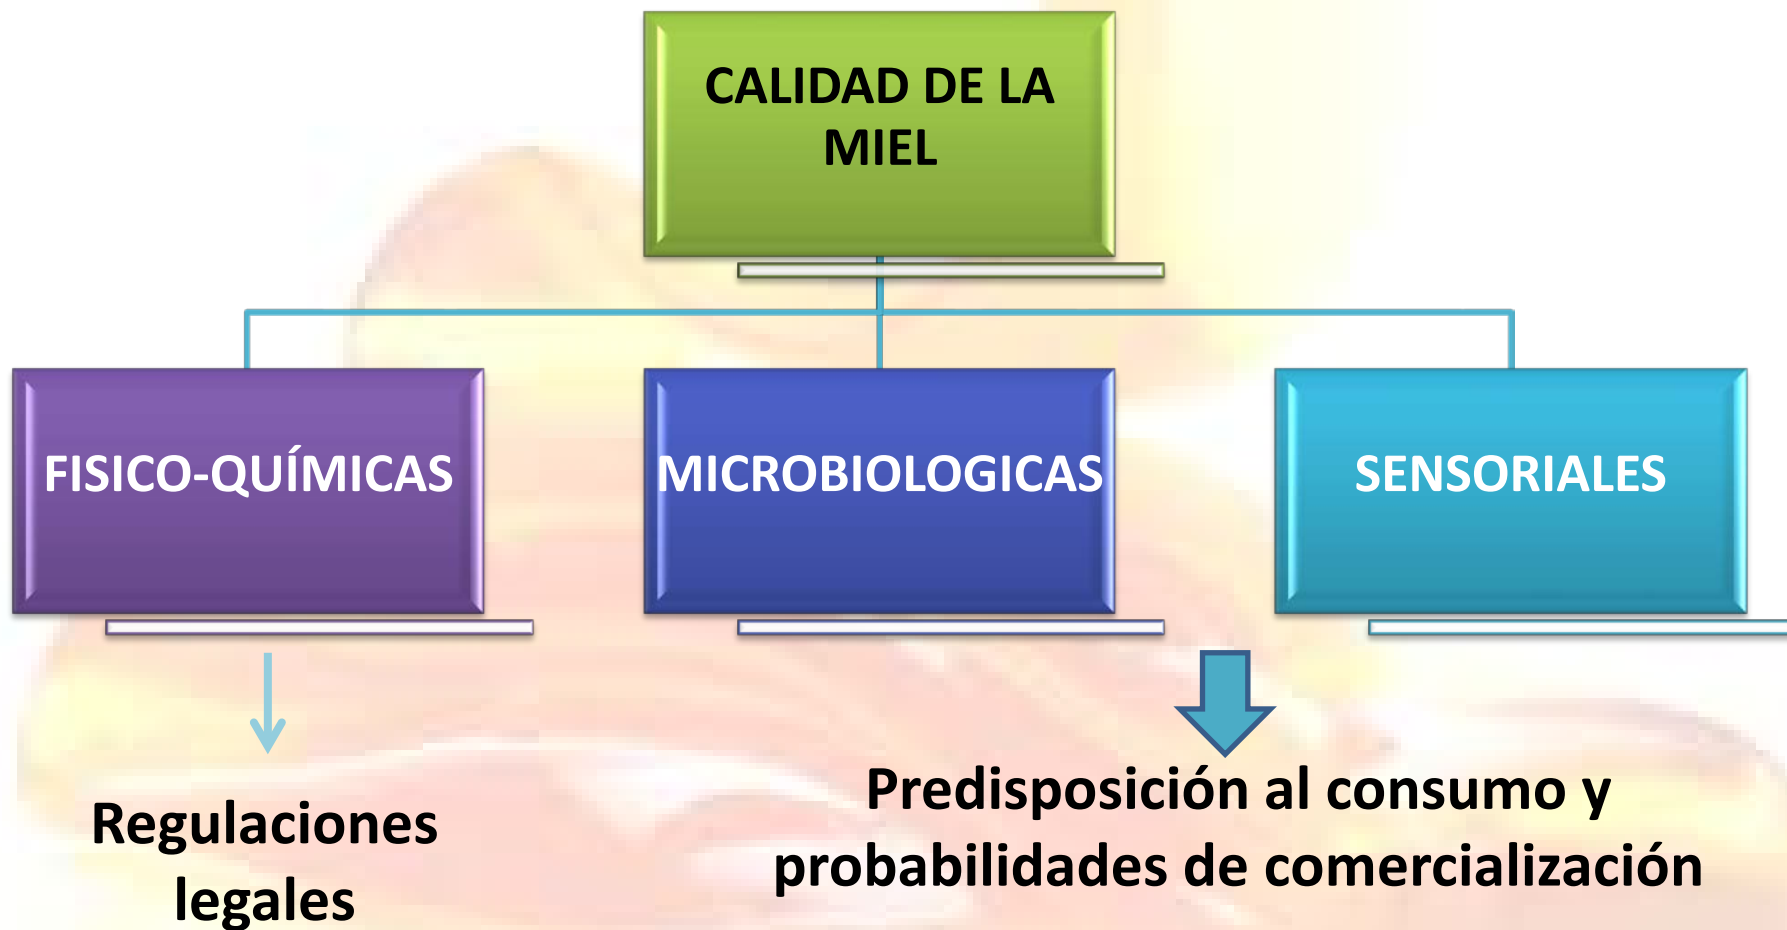 CALIDAD DE LA
MIEL
FISICO-QUÍMICAS
MICROBIOLOGICAS
SENSORIALES
Regulaciones
legales
Predisposición al consumo y
probabilidades de comercialización